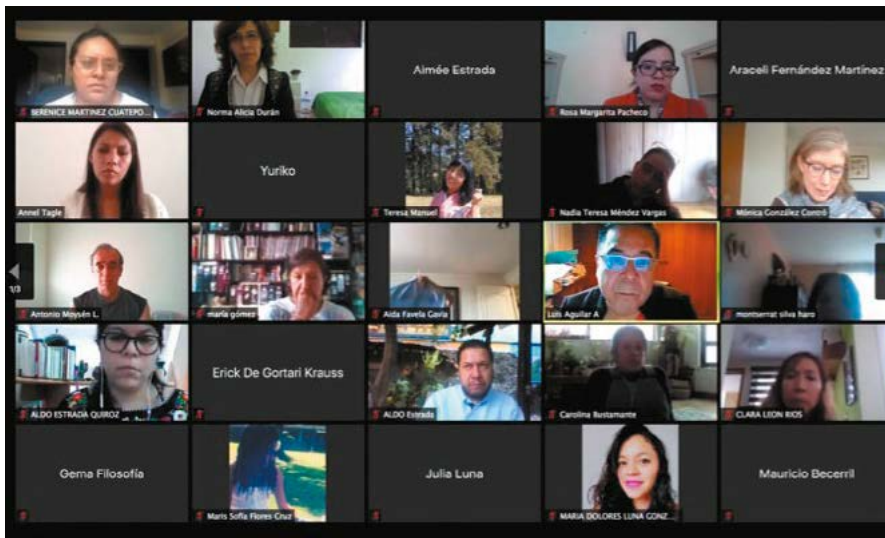 BERENICE MARTINEZ CUATEPO...
Norma Alicia Durán
Aimée Estrada
Rosa Margarita Pacheco
Araceli Fernández Martínez
Annel Tagle
Yuriko
Teresa Manuel
Nadia Teresa Méndez Vargas
Mónica González Contró
1/3
Antonio Moysén L.
maría gómez
Aida Favela Gavia
Luis Aguilar A
montserrat silva haro
ALDO ESTRADA QUIROZ
Erick De Gortari Krauss
ALDO Estrada
Carolina Bustamante
CLARA LEON RIOS
Gema Filosofía
Maris Sofía Flores Cruz
Julia Luna
MARIA DOLORES LUNA GONZ...
Mauricio Becerril